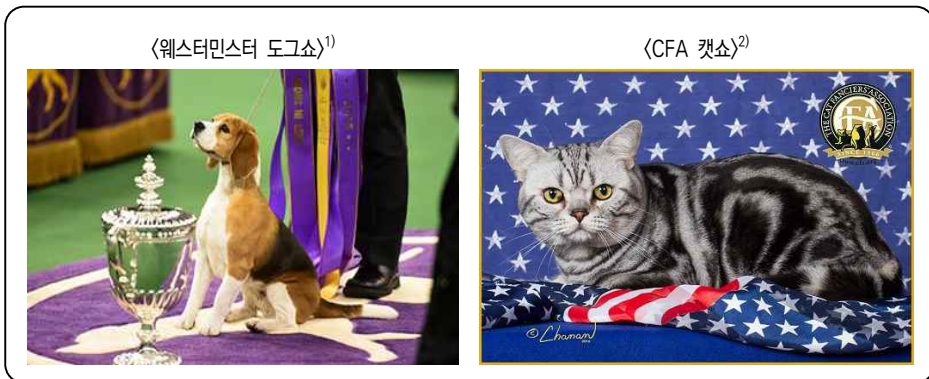 〈웨스터민스터 도그쇼〉1)
〈CFA 캣쇼〉2)
THE CAT FANCIERS' ASSOCIATION
CFA
© Chanan